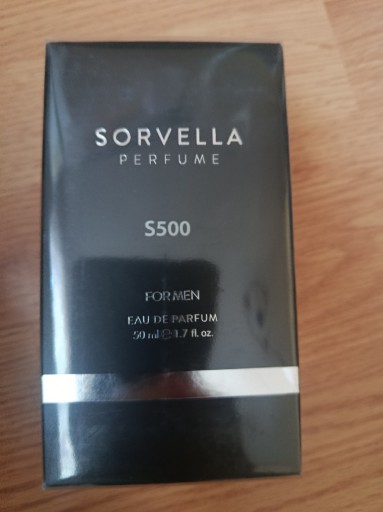 SORVELLA
PERFUME
S500
FOR MEN
EAU DE PARFUM
50 ml ℮ 1.7 fl. oz.